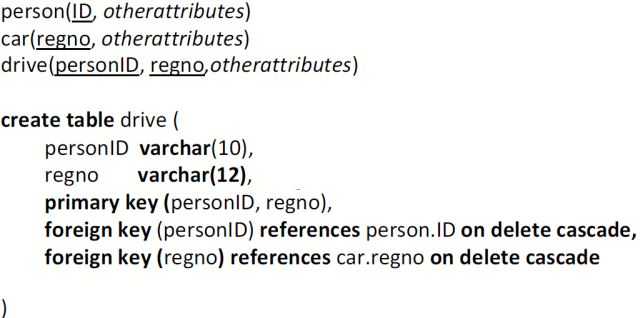 person(ID, otherattributes)
car(regno, otherattributes)
drive(personID, regno,otherattributes)
create table drive (
personID varchar(10),
regno varchar(12),
primary key (personID, regno),
foreign key (personID) references person.ID on delete cascade,
foreign key (regno) references car.regno on delete cascade
)